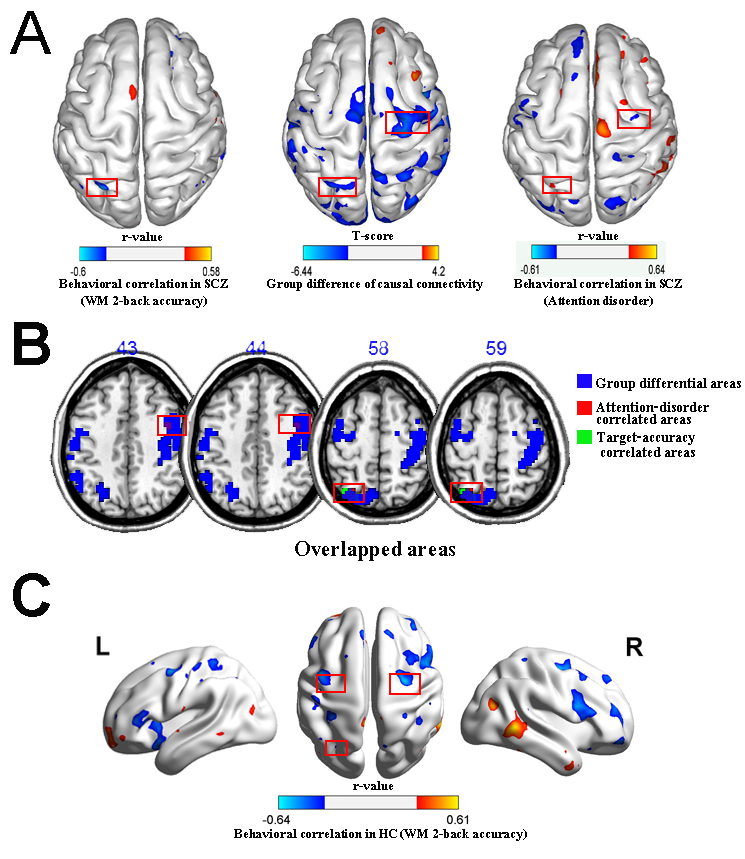 A
r-value
-0.6 0.58
Behavioral correlation in SCZ
(WM 2-back accuracy)
T-score
-6.44 4.2
Group difference of causal connectivity
r-value
-0.61 0.64
Behavioral correlation in SCZ
(Attention disorder)
B
43 44 58 59
Group differential areas
Attention-disorder
correlated areas
Target-accuracy
correlated areas
Overlapped areas
C
L R
r-value
-0.64 0.61
Behavioral correlation in HC (WM 2-back accuracy)